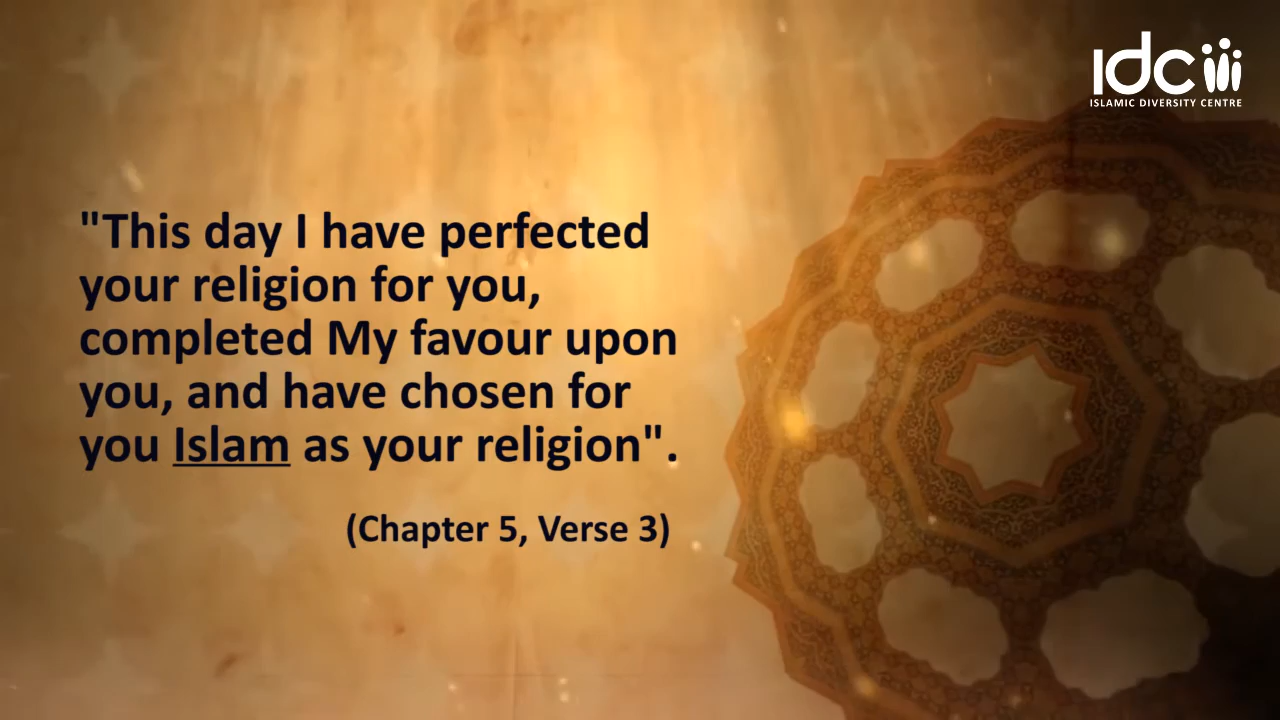 idc
ISLAMIC DIVERSITY CENTRE
"This day I have perfected
your religion for you,
completed My favour upon
you, and have chosen for
you Islam as your religion".
(Chapter 5, Verse 3)